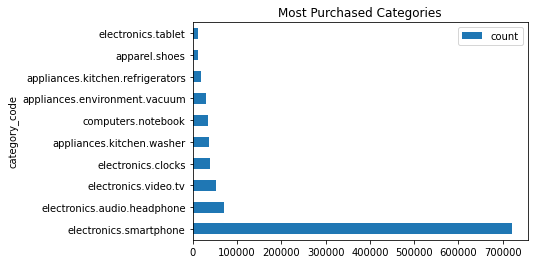 Most Purchased Categories
count
category_code
electronics.tablet
apparel.shoes
appliances.kitchen.refrigerators
appliances.environment.vacuum
computers.notebook
appliances.kitchen.washer
electronics.clocks
electronics.video.tv
electronics.audio.headphone
electronics.smartphone
0 100000 200000 300000 400000 500000 600000 700000